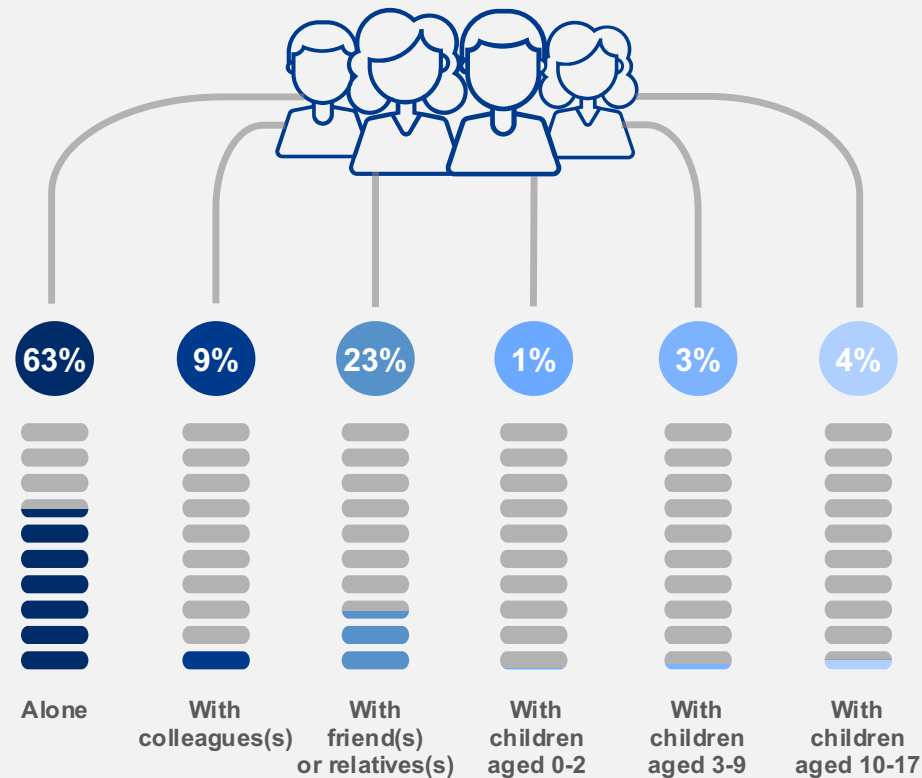 63%
9%
23%
1%
3%
4%
Alone
With
colleagues(s)
With
friend(s)
or relatives(s)
With
children
aged 0-2
With
children
aged 3-9
With
children
aged 10-17